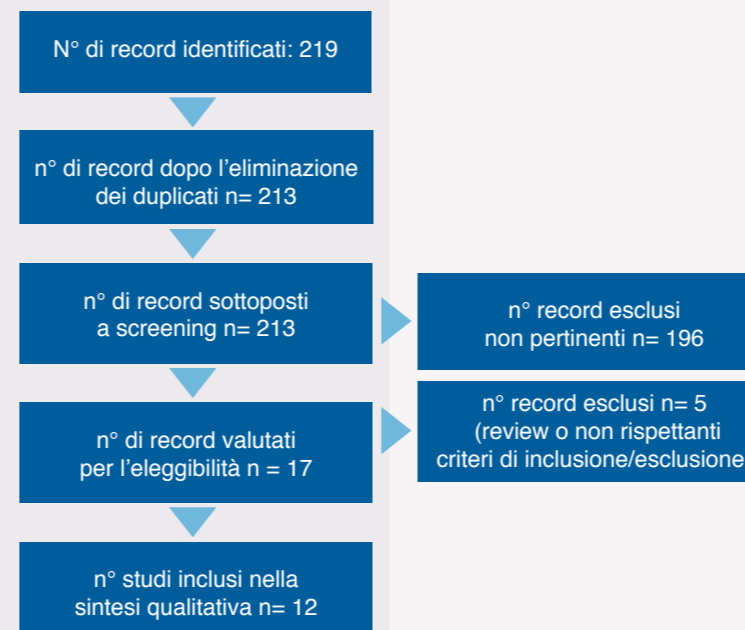 N° di record identificati: 219
n° di record dopo l'eliminazione
dei duplicati n= 213
n° di record sottoposti
a screening n= 213
n° record esclusi
non pertinenti n= 196
n° di record valutati
per l'eleggibilità n = 17
n° record esclusi n= 5
(review o non rispettanti
criteri di inclusione/esclusione
n° studi inclusi nella
sintesi qualitativa n= 12